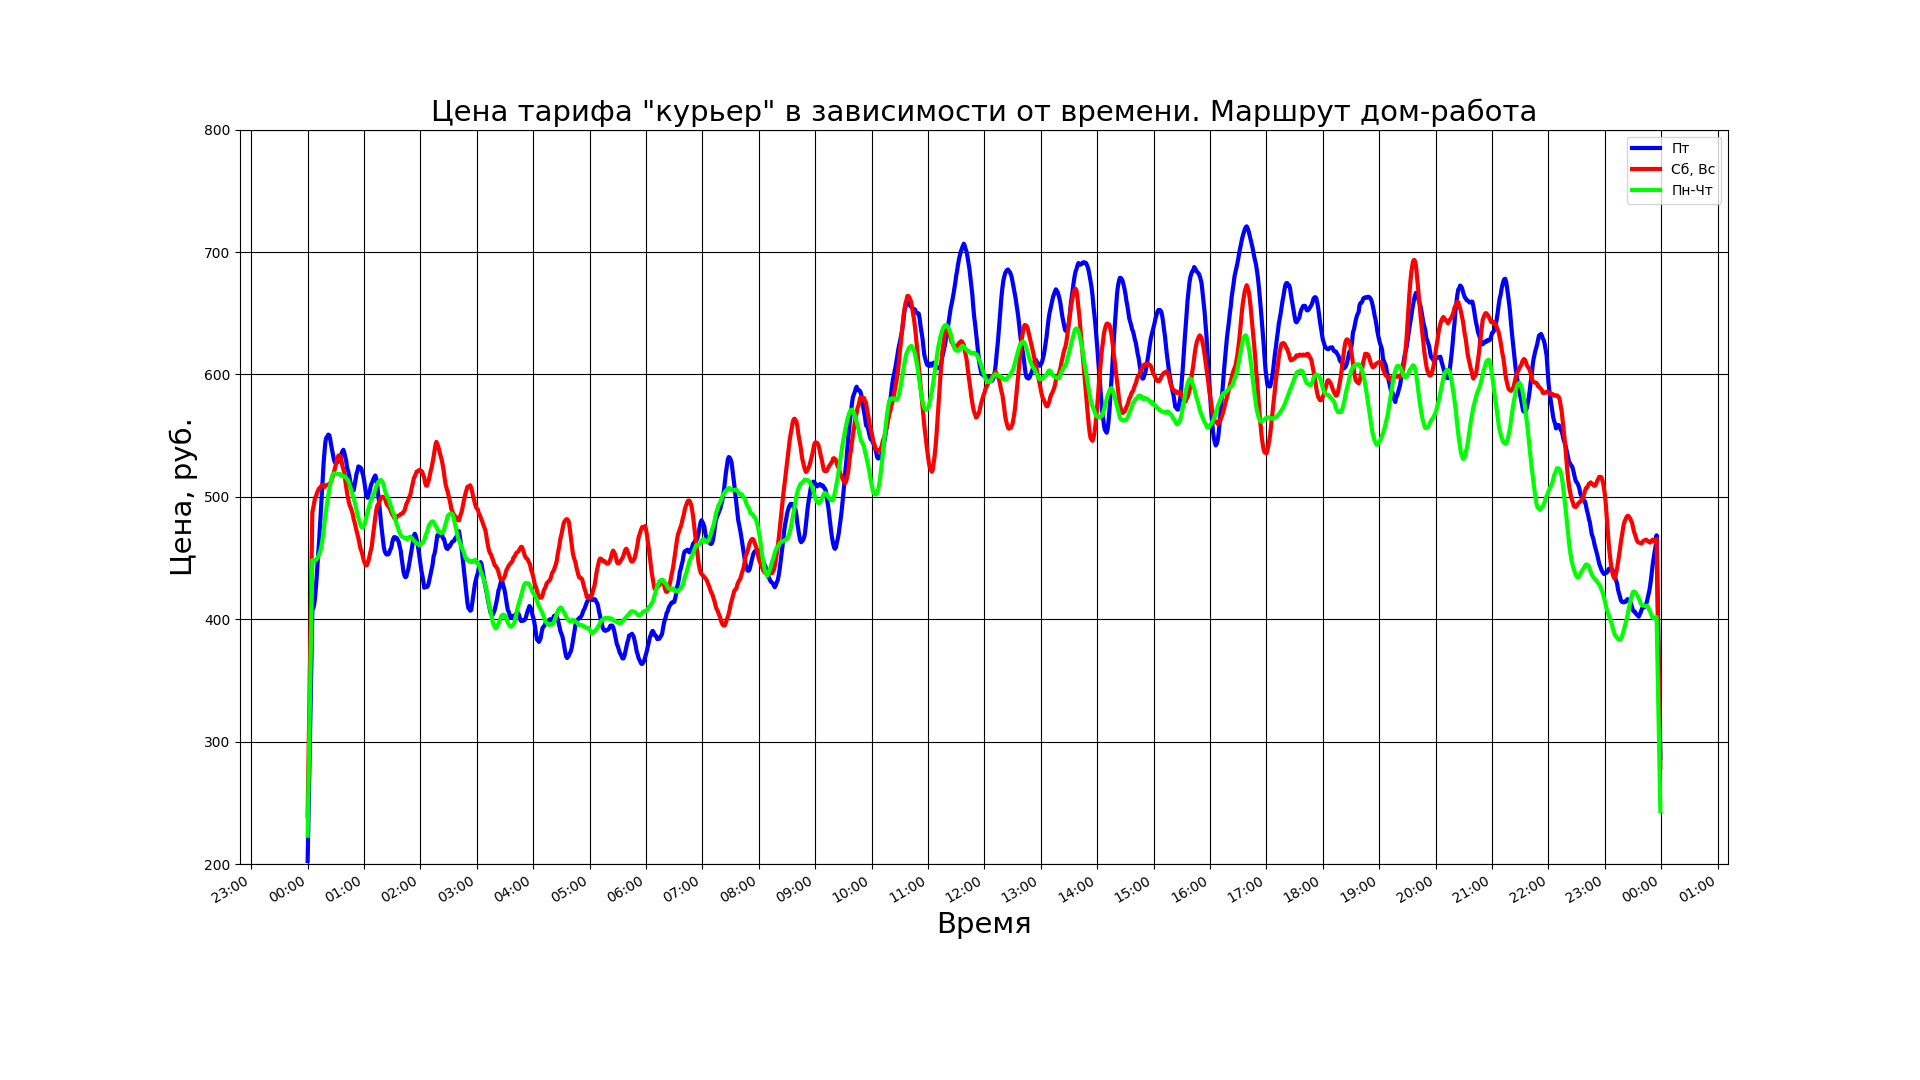 Цена тарифа "курьер" в зависимости от времени. Маршрут дом-работа
Пт
Сб, Вс
Пн-Чт
Цена, руб.
800
700
600
500
400
300
200
23:00 00:00 01:00 02:00 03:00 04:00 05:00 06:00 07:00 08:00 09:00 10:00 11:00 12:00 13:00 14:00 15:00 16:00 17:00 18:00 19:00 20:00 21:00 22:00 23:00 00:00 01:00
Время